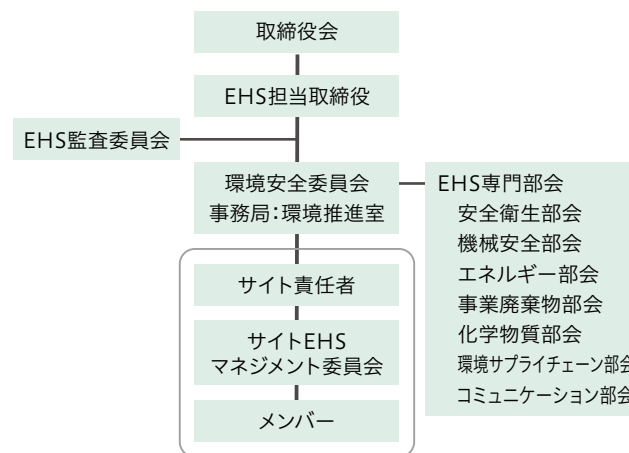 取締役会
EHS担当取締役
EHS監査委員会
環境安全委員会
事務局:環境推進室
EHS専門部会
安全衛生部会
機械安全部会
エネルギー部会
事業廃棄物部会
化学物質部会
環境サプライチェーン部会
コミュニケーション部会
サイト責任者
サイトEHS
マネジメント委員会
メンバー